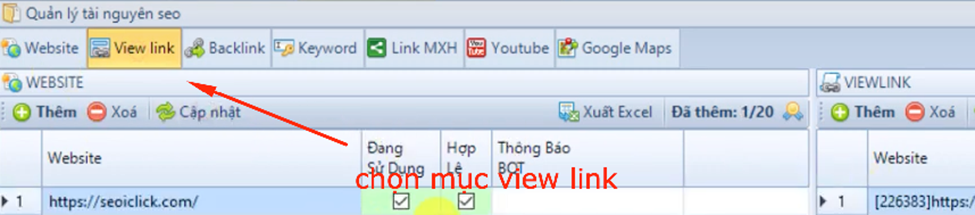 Quản lý tài nguyên seo
Website View link Backlink Keyword Link MXH Youtube Google Maps
WEBSITE VIEWLINK
Thêm Xoá Cập nhật Xuất Excel Đã thêm: 1/20 Thêm Xoá
Website Đang Sử Dụng Hợp Lệ Thông Báo BOT Website
chọn mục view link
1 https://seoiclick.com/ 1 [226383]https:/